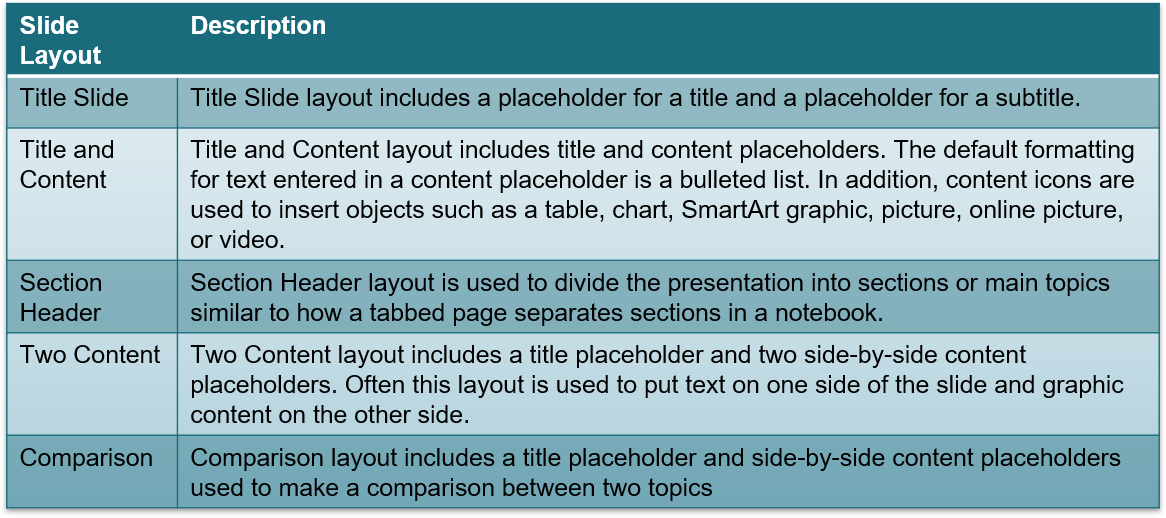 Slide
Layout
Description
Title Slide
Title Slide layout includes a placeholder for a title and a placeholder for a subtitle.
Title and
Content
Title and Content layout includes title and content placeholders. The default formatting
for text entered in a content placeholder is a bulleted list. In addition, content icons are
used to insert objects such as a table, chart, SmartArt graphic, picture, online picture,
or video.
Section
Header
Section Header layout is used to divide the presentation into sections or main topics
similar to how a tabbed page separates sections in a notebook.
Two Content
Two Content layout includes a title placeholder and two side-by-side content
placeholders. Often this layout is used to put text on one side of the slide and graphic
content on the other side.
Comparison
Comparison layout includes a title placeholder and side-by-side content placeholders
used to make a comparison between two topics